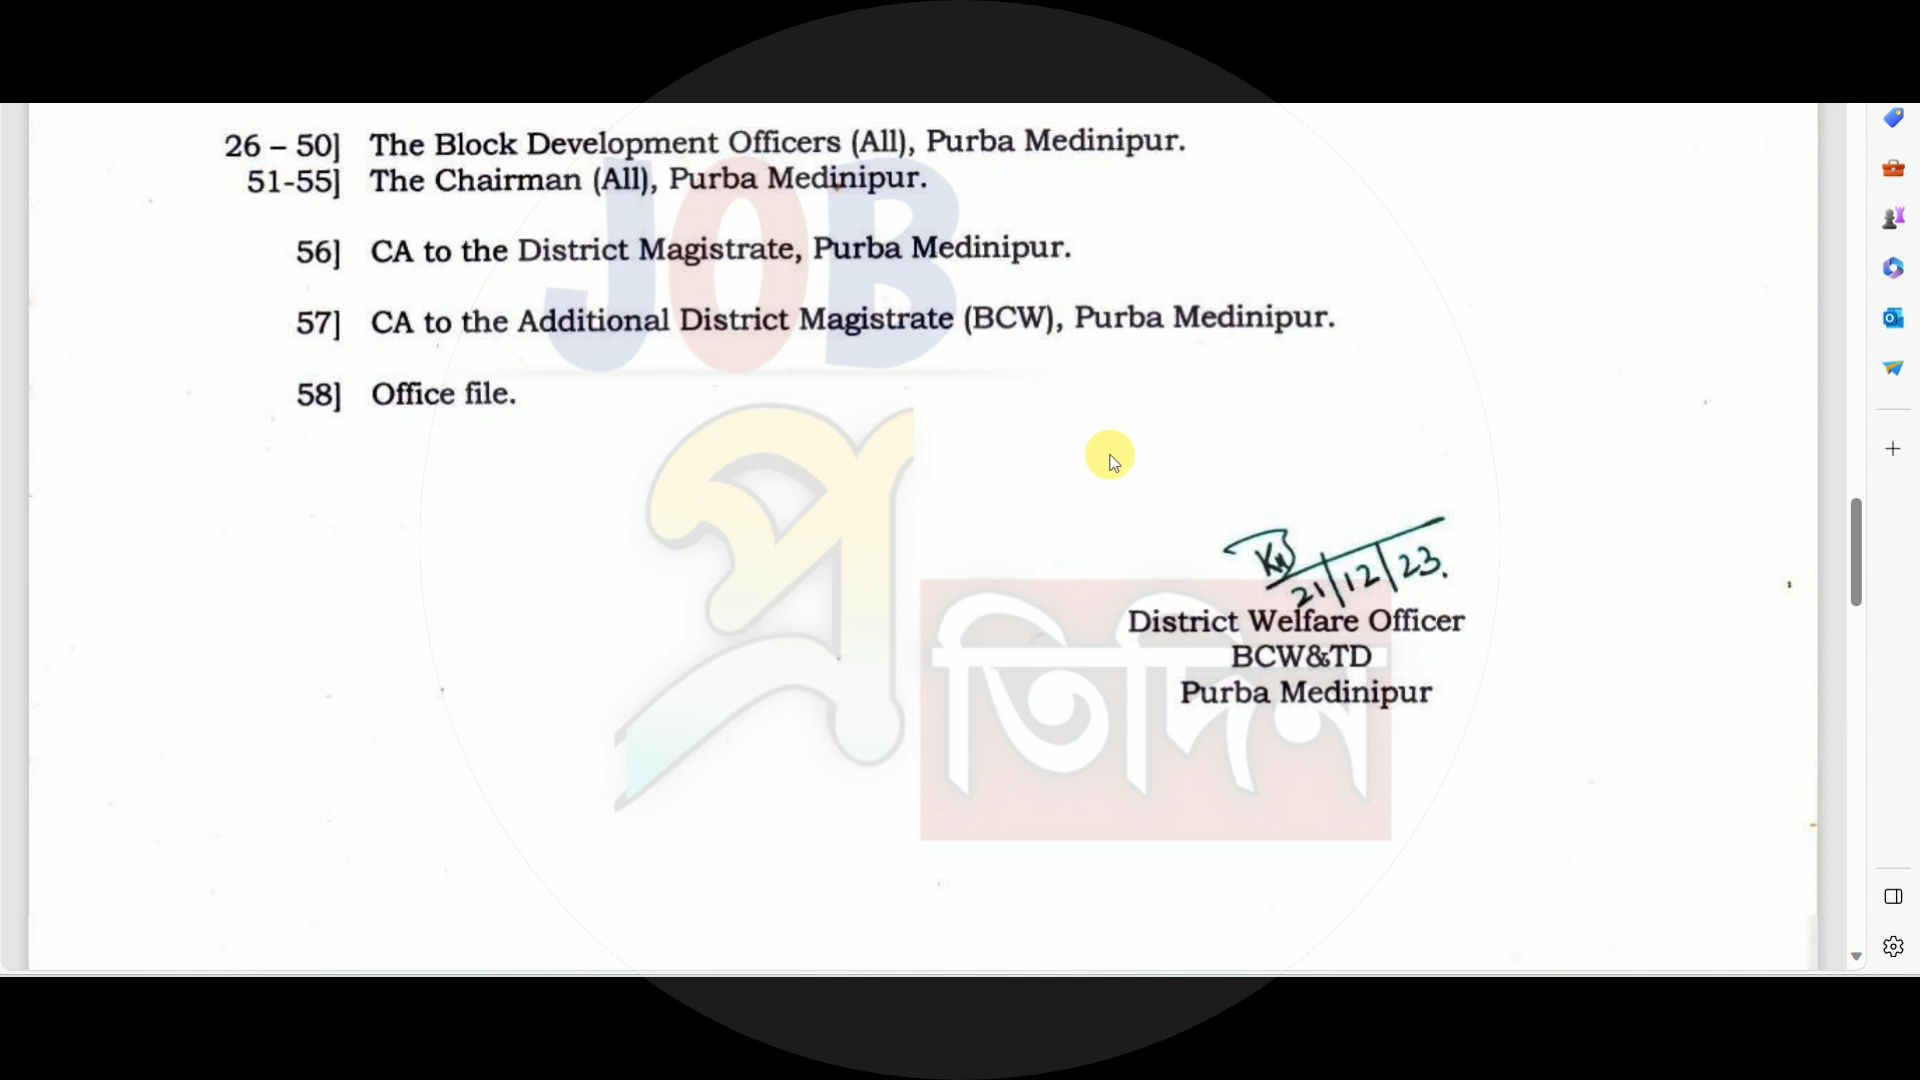 26 – 50] The Block Development Officers (All), Purba Medinipur.
51-55] The Chairman (All), Purba Medinipur.
56] CA to the District Magistrate, Purba Medinipur.
57] CA to the Additional District Magistrate (BCW), Purba Medinipur.
58] Office file.
JOB
প্রতিদিন
21/12/23.
District Welfare Officer
BCW&TD
Purba Medinipur